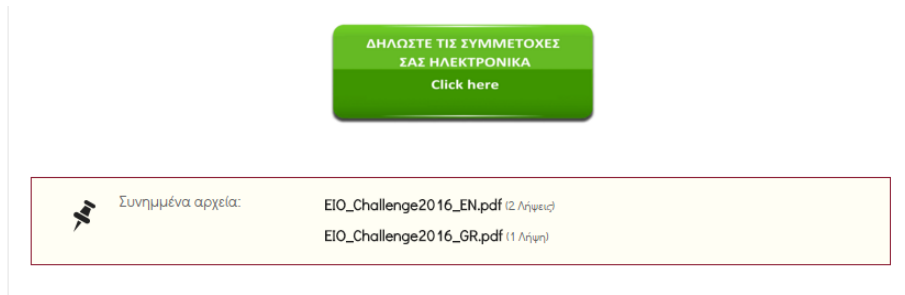 ΔΗΛΩΣΤΕ ΤΙΣ ΣΥΜΜΕΤΟΧΕΣ
ΣΑΣ ΗΛΕΚΤΡΟΝΙΚΑ
Click here
Συνημμένα αρχεία: EIO_Challenge2016_EN.pdf (2 Λήψεις)
EIO_Challenge2016_GR.pdf (1 Λήψη)